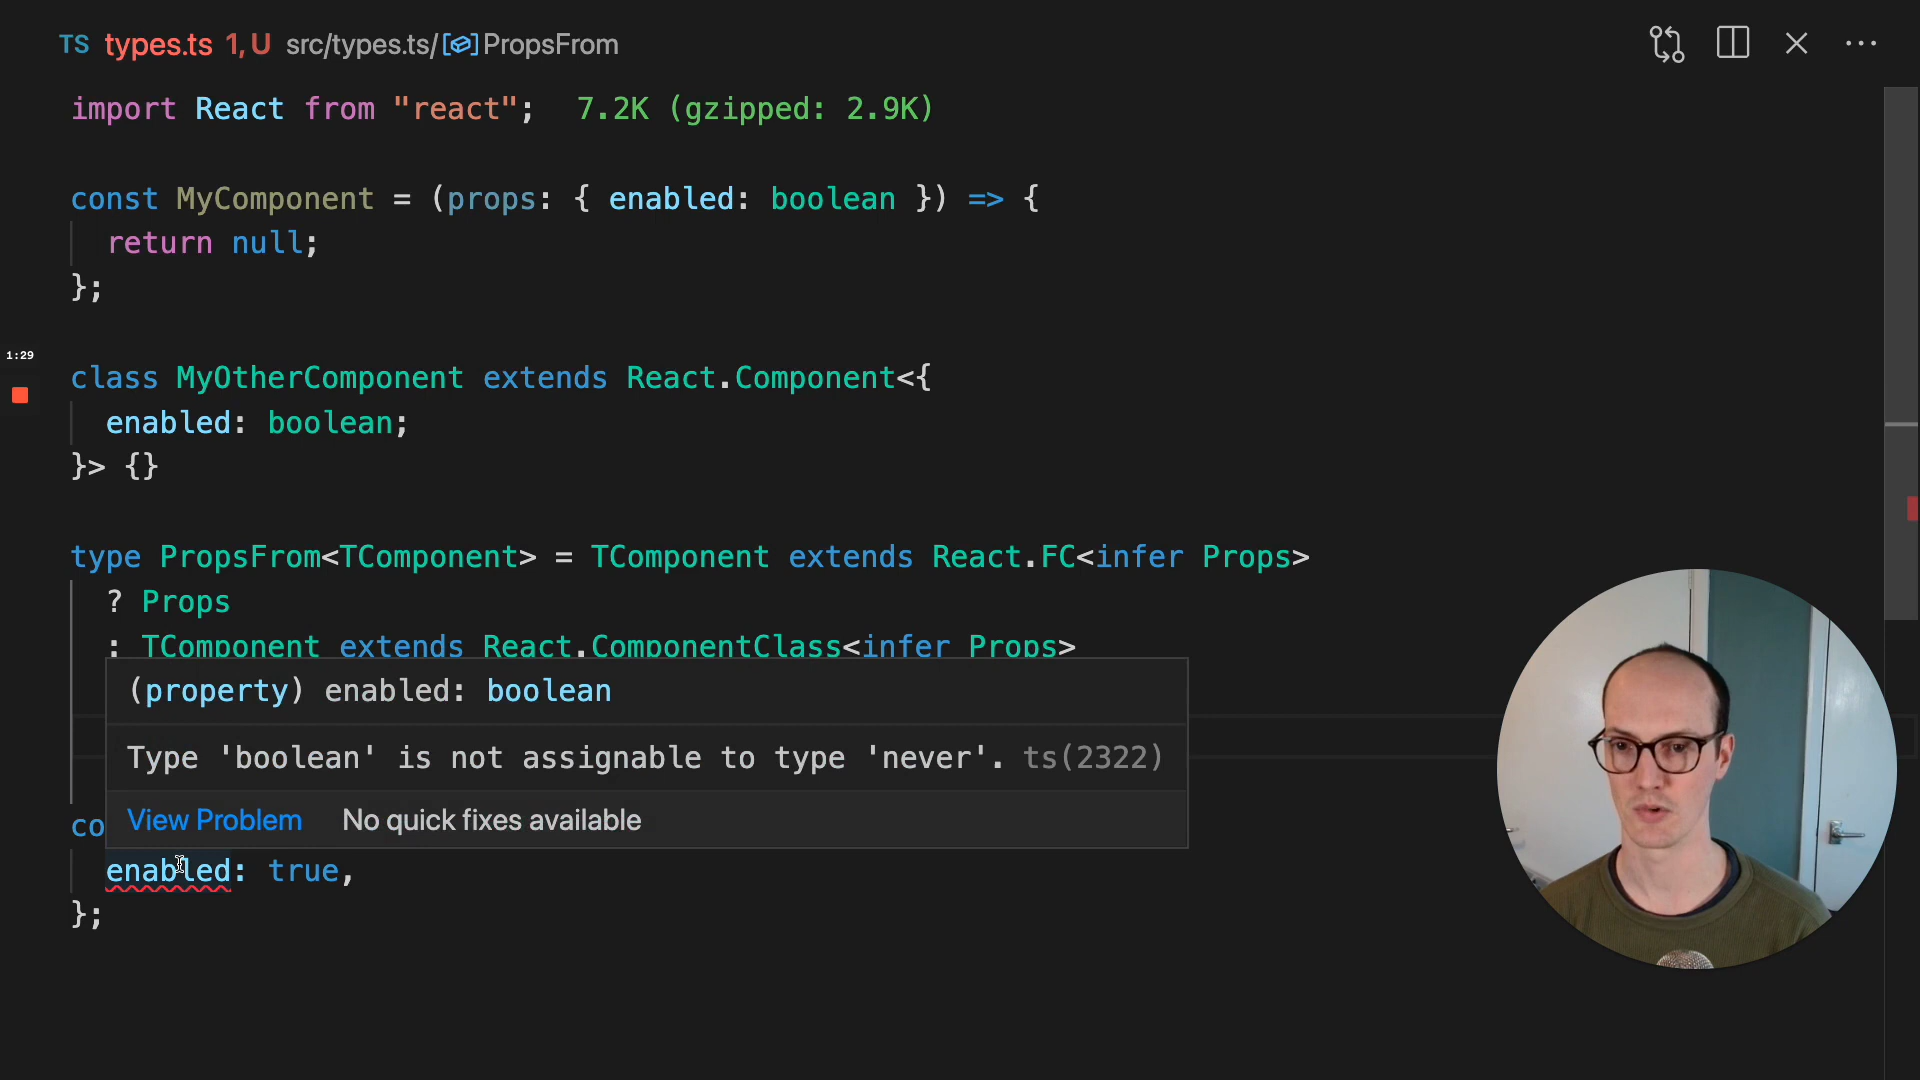 TS types.ts 1, U src/types.ts/ PropsFrom
import React from "react"; 7.2K (gzipped: 2.9K)
const MyComponent = (props: { enabled: boolean }) => {
return null;
};
1:29
class MyOtherComponent extends React.Component<{
enabled: boolean;
}> {}
type PropsFrom<TComponent> = TComponent extends React.FC<infer Props>
? Props
: TComponent extends React.ComponentClass<infer Props>
(property) enabled: boolean
Type 'boolean' is not assignable to type 'never'. ts(2322)
View Problem No quick fixes available
co
enabled: true,
};